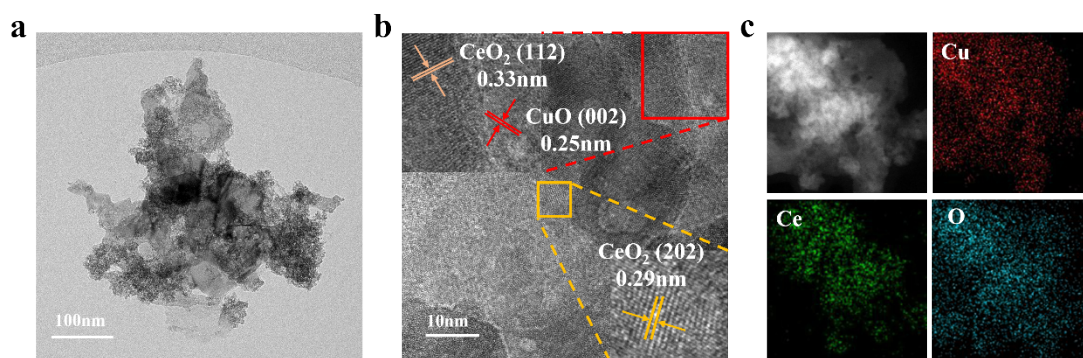 a
100nm
b
CeO₂ (112)
0.33nm
CuO (002)
0.25nm
CeO₂ (202)
0.29nm
10nm
c
Cu
Ce
O